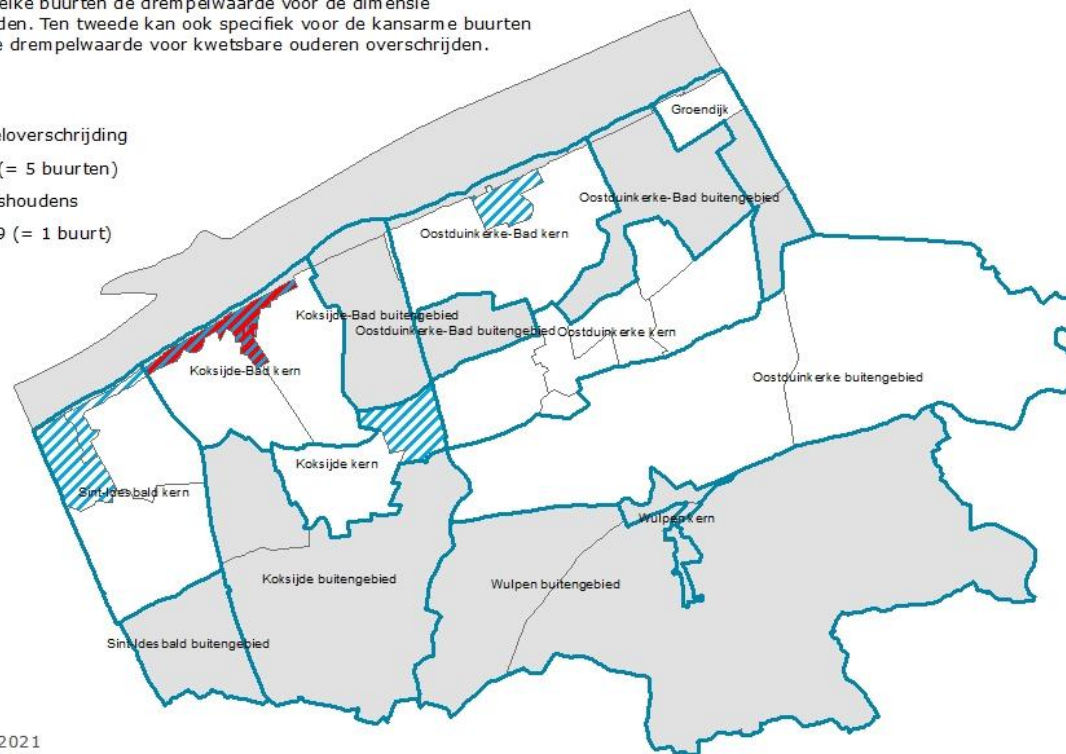 elke buurten de drempelwaarde voor de dimensie
den. Ten tweede kan ook specifiek voor de kansarme buurten
e drempelwaarde voor kwetsbare ouderen overschrijden.
eloverschrijding
(= 5 buurten)
shoudens
9 (= 1 buurt)
Groendijk
Oostduinkerke-Bad buitengebied
Oostduinkerke-Bad kern
Koksijde-Bad buitengebied
Oostduinkerke-Bad buitengebied
Oostduinkerke kern
Koksijde-Bad kern
Oostduinkerke buitengebied
Koksijde kern
Sint-Idesbald kern
Wulpen kern
Koksijde buitengebied
Wulpen buitengebied
Sint-Idesbald buitengebied
2021